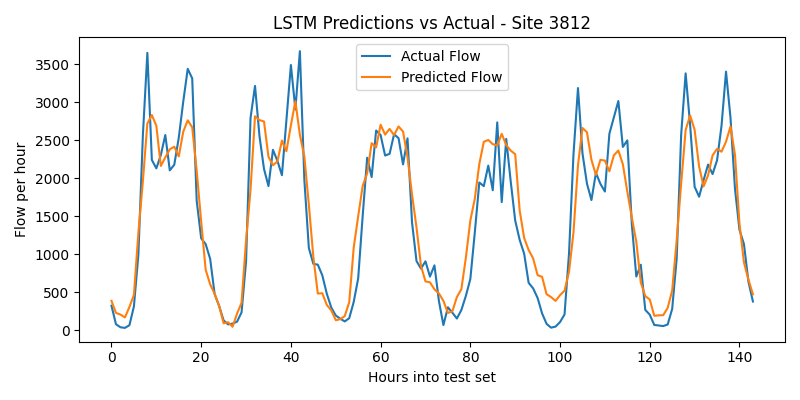 LSTM Predictions vs Actual - Site 3812
Actual Flow
Predicted Flow
Flow per hour
3500
3000
2500
2000
1500
1000
500
0
0 20 40 60 80 100 120 140
Hours into test set